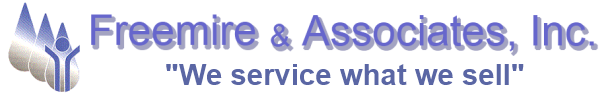 Freemire & Associates, Inc.
"We service what we sell"